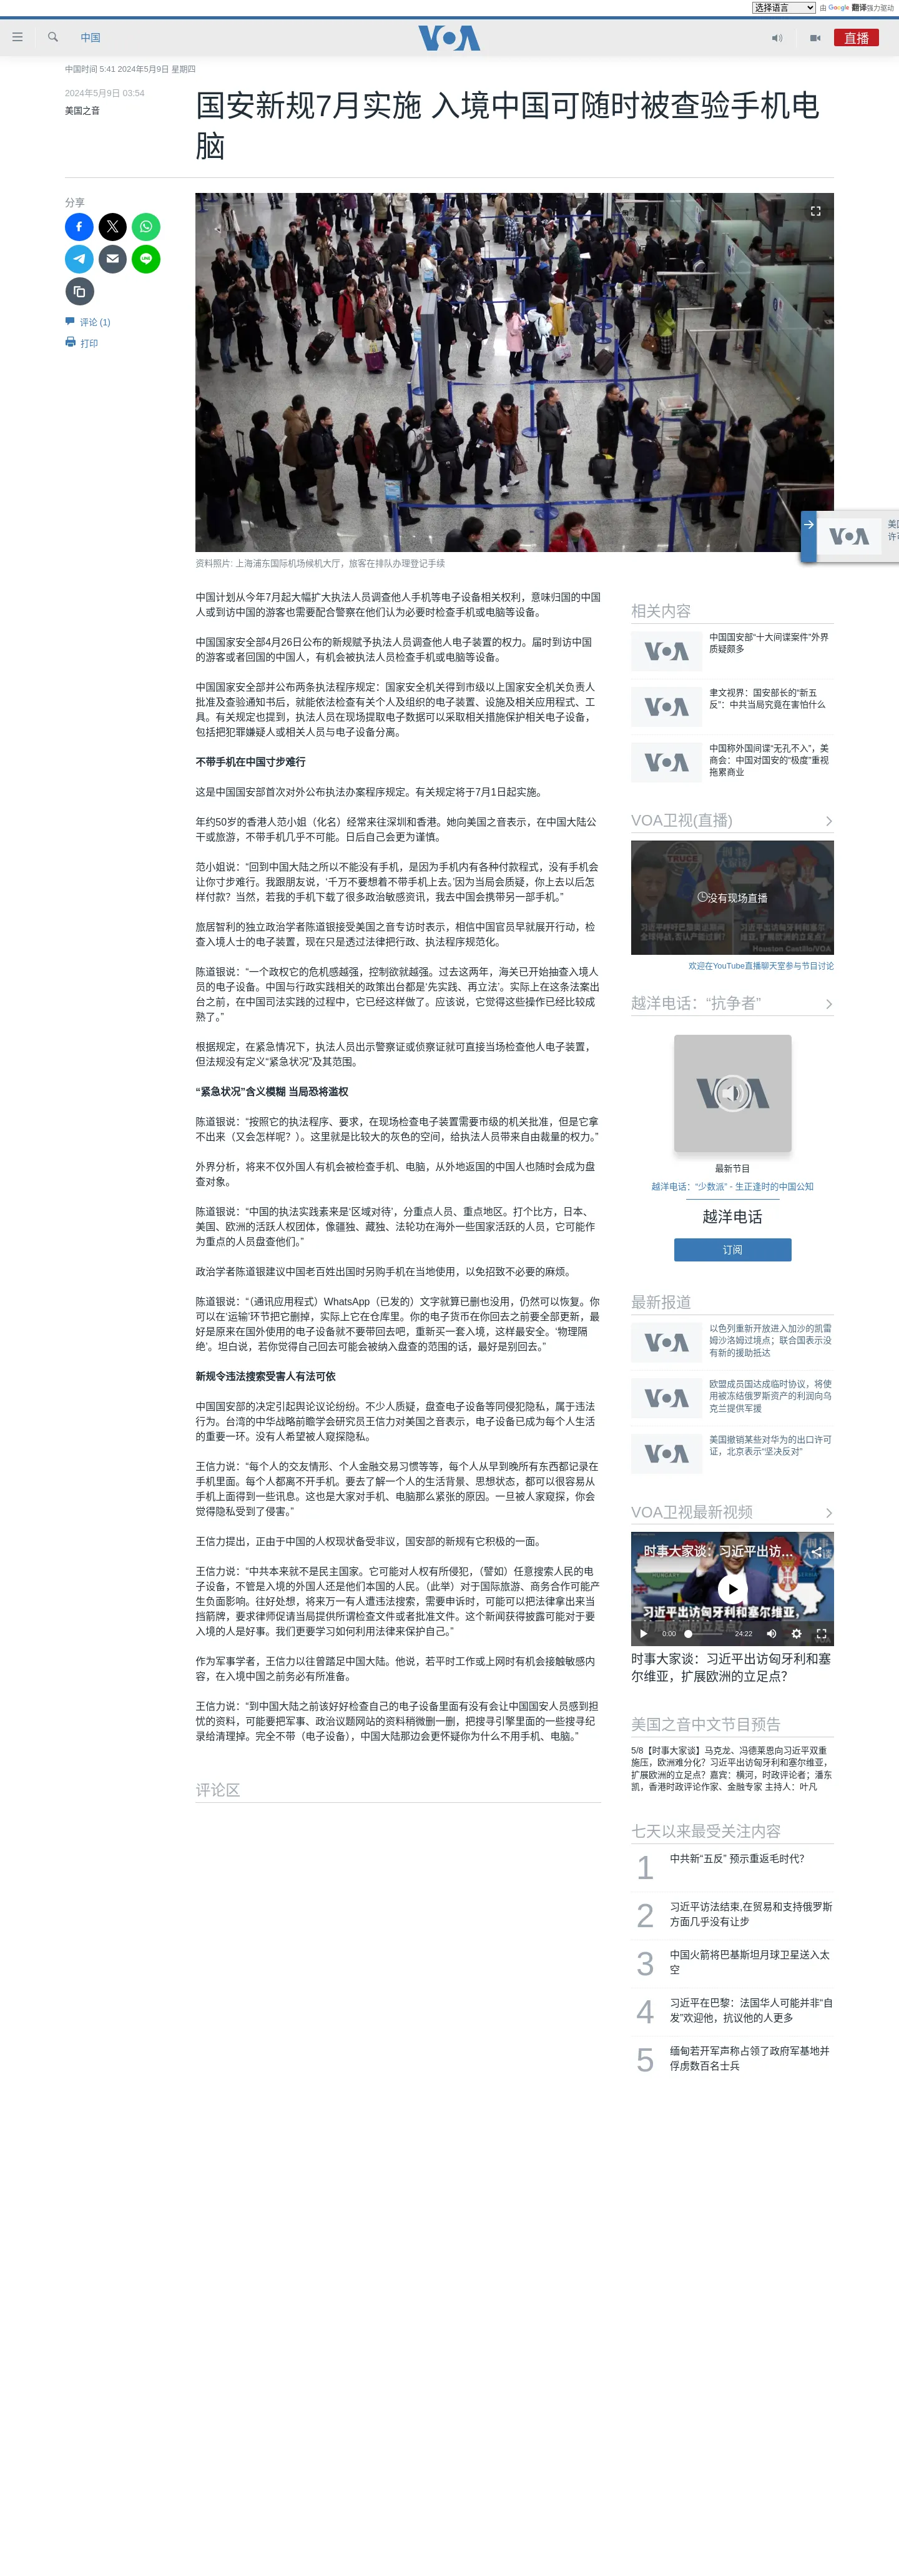 选择语言 由 Google 翻译强力驱动
中国
VOA
直播
中国时间 5:41 2024年5月9日 星期四
2024年5月9日 03:54
美国之音
国安新规7月实施 入境中国可随时被查验手机电
脑
分享
评论 (1)
打印
资料照片: 上海浦东国际机场候机大厅，旅客在排队办理登记手续
中国计划从今年7月起大幅扩大执法人员调查他人手机等电子设备相关权利，意味归国的中国
人或到访中国的游客也需要配合警察在他们认为必要时检查手机或电脑等设备。
中国国家安全部4月26日公布的新规赋予执法人员调查他人电子装置的权力。届时到访中国
的游客或者回国的中国人，有机会被执法人员检查手机或电脑等设备。
中国国家安全部并公布两条执法程序规定：国家安全机关得到市级以上国家安全机关负责人
批准及查验通知书后，就能依法检查有关个人及组织的电子装置、设施及相关应用程式、工
具。有关规定也提到，执法人员在现场提取电子数据可以采取相关措施保护相关电子设备，
包括把犯罪嫌疑人或相关人员与电子设备分离。
不带手机在中国寸步难行
这是中国国安部首次对外公布执法办案程序规定。有关规定将于7月1日起实施。
年约50岁的香港人范小姐（化名）经常来往深圳和香港。她向美国之音表示，在中国大陆公
干或旅游，不带手机几乎不可能。日后自己会更为谨慎。
范小姐说：“回到中国大陆之所以不能没有手机，是因为手机内有各种付款程式，没有手机会
让你寸步难行。我跟朋友说，‘千万不要想着不带手机上去。’因为当局会质疑，你上去以后怎
样付款？当然，若我的手机下载了很多政治敏感资讯，我去中国会携带另一部手机。”
旅居智利的独立政治学者陈道银接受美国之音专访时表示，相信中国官员早就展开行动，检
查入境人士的电子装置，现在只是透过法律把行政、执法程序规范化。
陈道银说：“一个政权它的危机感越强，控制欲就越强。过去这两年，海关已开始抽查入境人
员的电子设备。中国与行政实践相关的政策出台都是‘先实践、再立法’。实际上在这条法案出
台之前，在中国司法实践的过程中，它已经这样做了。应该说，它觉得这些操作已经比较成
熟了。”
根据规定，在紧急情况下，执法人员出示警察证或侦察证就可直接当场检查他人电子装置，
但法规没有定义“紧急状况”及其范围。
“紧急状况”含义模糊 当局恐将滥权
陈道银说：“按照它的执法程序、要求，在现场检查电子装置需要市级的机关批准，但是它拿
不出来（又会怎样呢？）。这里就是比较大的灰色的空间，给执法人员带来自由裁量的权力。”
外界分析，将来不仅外国人有机会被检查手机、电脑，从外地返国的中国人也随时会成为盘
查对象。
陈道银说：“中国的执法实践素来是‘区域对待’，分重点人员、重点地区。打个比方，日本、
美国、欧洲的活跃人权团体，像疆独、藏独、法轮功在海外一些国家活跃的人员，它可能作
为重点的人员盘查他们。”
政治学者陈道银建议中国老百姓出国时另购手机在当地使用，以免招致不必要的麻烦。
陈道银说：“（通讯应用程式）WhatsApp（已发的）文字就算已删也没用，仍然可以恢复。你
可以在‘运输’环节把它删掉，实际上它在仓库里。你的电子货币在你回去之前要全部更新，最
好是原来在国外使用的电子设备就不要带回去吧，重新买一套入境，这样最安全。‘物理隔
绝’。坦白说，若你觉得自己回去可能会被纳入盘查的范围的话，最好是别回去。”
新规令违法搜索受害人有法可依
中国国安部的决定引起舆论议论纷纷。不少人质疑，盘查电子设备等同侵犯隐私，属于违法
行为。台湾的中华战略前瞻学会研究员王信力对美国之音表示，电子设备已成为每个人生活
的重要一环。没有人希望被人窥探隐私。
王信力说：“每个人的交友情形、个人金融交易习惯等等，每个人从早到晚所有东西都记录在
手机里面。每个人都离不开手机。要去了解一个人的生活背景、思想状态，都可以很容易从
手机上面得到一些讯息。这也是大家对手机、电脑那么紧张的原因。一旦被人家窥探，你会
觉得隐私受到了侵害。”
王信力提出，正由于中国的人权现状备受非议，国安部的新规有它积极的一面。
王信力说：“中共本来就不是民主国家。它可能对人权有所侵犯，（譬如）任意搜索人民的电
子设备，不管是入境的外国人还是他们本国的人民。（此举）对于国际旅游、商务合作可能产
生负面影响。往好处想，将来万一有人遭违法搜索，需要申诉时，可能可以把法律拿出来当
挡箭牌，要求律师促请当局提供所谓检查文件或者批准文件。这个新闻获得披露可能对于要
入境的人是好事。我们更要学习如何利用法律来保护自己。”
作为军事学者，王信力以往曾踏足中国大陆。他说，若平时工作或上网时有机会接触敏感内
容，在入境中国之前务必有所准备。
王信力说：“到中国大陆之前该好好检查自己的电子设备里面有没有会让中国国安人员感到担
忧的资料，可能要把军事、政治议题网站的资料稍微删一删，把搜寻引擎里面的一些搜寻纪
录给清理掉。完全不带（电子设备），中国大陆那边会更怀疑你为什么不用手机、电脑。”
评论区
VOA
相关内容
VOA
中国国安部“十大间谍案件”外界
质疑颇多
VOA
聿文视界：国安部长的“新五
反”：中共当局究竟在害怕什么
VOA
中国称外国间谍“无孔不入”，美
商会：中国对国安的“极度”重视
拖累商业
VOA卫视(直播)
没有现场直播
Houston Castillo/VOA
欢迎在YouTube直播聊天室参与节目讨论
越洋电话：“抗争者”
VOA
最新节目
越洋电话：“少数派” - 生正逢时的中国公知
越洋电话
订阅
最新报道
VOA
以色列重新开放进入加沙的凯雷
姆沙洛姆过境点；联合国表示没
有新的援助抵达
VOA
欧盟成员国达成临时协议，将使
用被冻结俄罗斯资产的利润向乌
克兰提供军援
VOA
美国撤销某些对华为的出口许可
证，北京表示“坚决反对”
VOA卫视最新视频
时事大家谈：习近平出访...
习近平出访匈牙利和塞尔维亚，
扩展欧洲的立足点？
0:00 24:22
时事大家谈：习近平出访匈牙利和塞
尔维亚，扩展欧洲的立足点？
美国之音中文节目预告
5/8【时事大家谈】马克龙、冯德莱恩向习近平双重
施压，欧洲难分化？习近平出访匈牙利和塞尔维亚，
扩展欧洲的立足点？嘉宾：横河，时政评论者；潘东
凯，香港时政评论作家、金融专家 主持人：叶凡
七天以来最受关注内容
1 中共新“五反” 预示重返毛时代？
2 习近平访法结束,在贸易和支持俄罗斯
方面几乎没有让步
3 中国火箭将巴基斯坦月球卫星送入太
空
4 习近平在巴黎：法国华人可能并非“自
发”欢迎他，抗议他的人更多
5 缅甸若开军声称占领了政府军基地并
俘虏数百名士兵